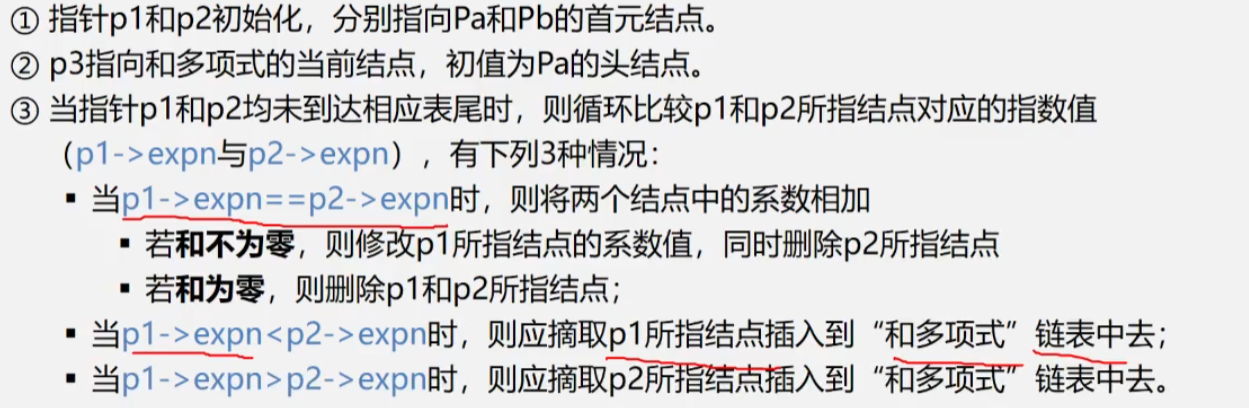 ① 指针p1和p2初始化，分别指向Pa和Pb的首元结点。
② p3指向和多项式的当前结点，初值为Pa的头结点。
③ 当指针p1和p2均未到达相应表尾时，则循环比较p1和p2所指结点对应的指数值
（p1->expn与p2->expn），有下列3种情况：
▪ 当p1->expn==p2->expn时，则将两个结点中的系数相加
▪ 若和不为零，则修改p1所指结点的系数值，同时删除p2所指结点
▪ 若和为零，则删除p1和p2所指结点；
▪ 当p1->expn<p2->expn时，则应摘取p1所指结点插入到“和多项式”链表中去；
▪ 当p1->expn>p2->expn时，则应摘取p2所指结点插入到“和多项式”链表中去。